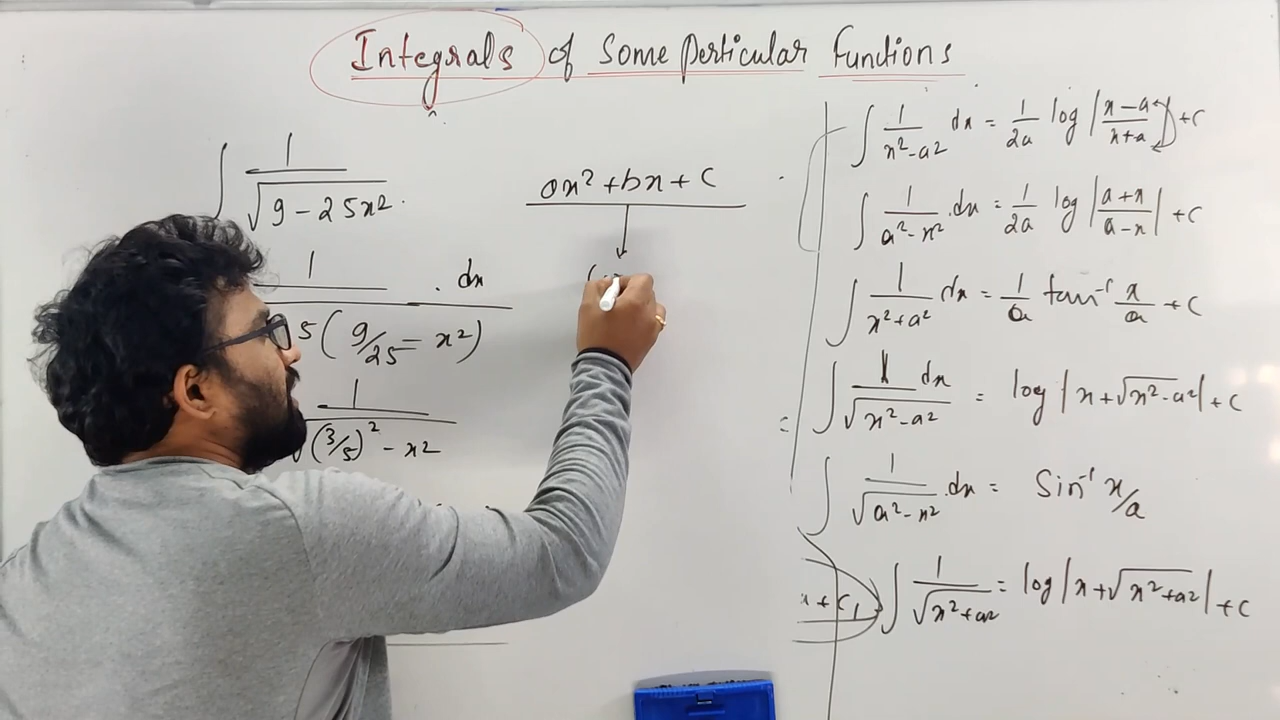 Integrals of Some Perticular Functions
∫ 1/√(9 - 25x²)
1/(5(9/25 - x²)) . dx
1/√((3/5)² - x²)
ax² + bx + c
∫ 1/(x² - a²) dx = 1/2a log |(x - a)/(x + a)| + c
∫ 1/(a² - x²) .dx = 1/2a log |(a + x)/(a - x)| + c
∫ 1/(x² + a²) dx = 1/a tan⁻¹ x/a + c
∫ 1/√(x² - a²) dx = log |x + √(x² - a²)| + c
∫ 1/√(a² - x²) .dx = Sin⁻¹ x/a
∫ 1/√(x² + a²) = log |x + √(x² + a²)| + c
+ C₁